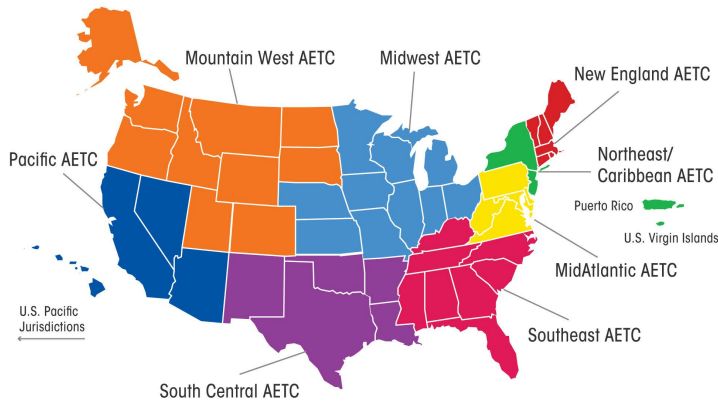 Mountain West AETC
Midwest AETC
New England AETC
Pacific AETC
Northeast/
Caribbean AETC
Puerto Rico
U.S. Virgin Islands
MidAtlantic AETC
U.S. Pacific
Jurisdictions
Southeast AETC
South Central AETC